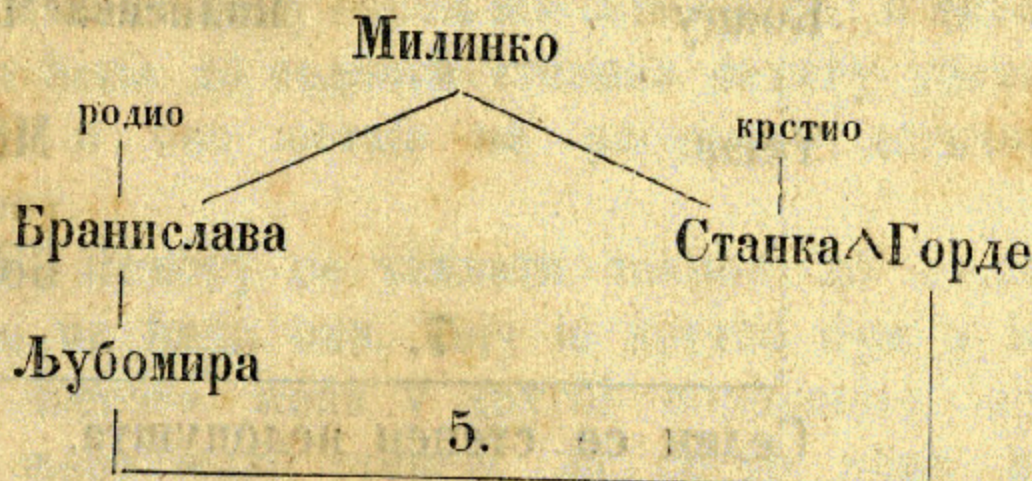 Милинко
родио
крстио
Бранислава
Станка^Горде
Љубомира
5.